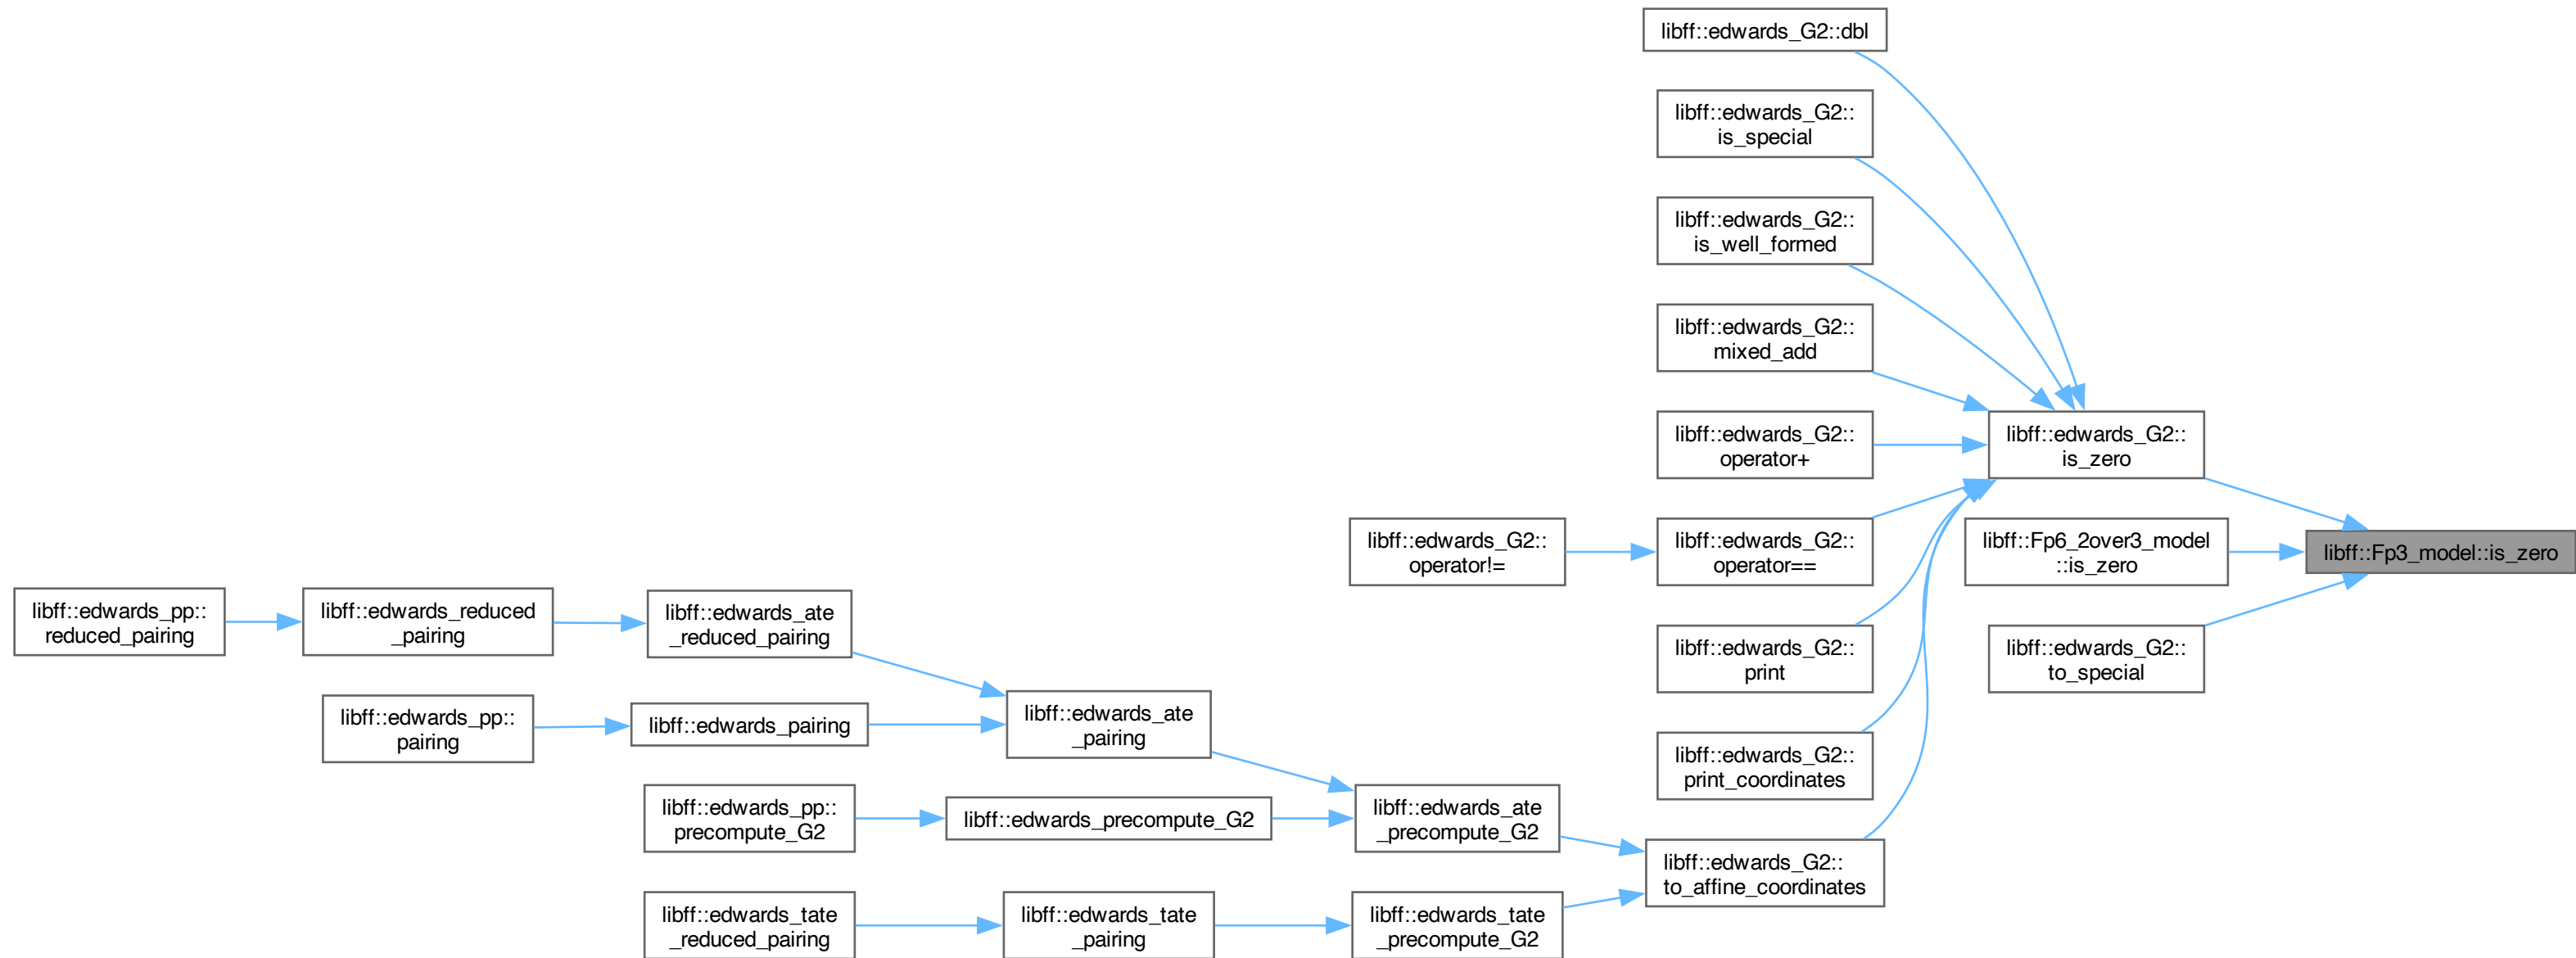 libff::edwards_G2::dbl
libff::edwards_G2::
is_special
libff::edwards_G2::
is_well_formed
libff::edwards_G2::
mixed_add
libff::edwards_G2::
operator+
libff::edwards_G2::
is_zero
libff::edwards_G2::
operator!=
libff::edwards_G2::
operator==
libff::Fp6_2over3_model
::is_zero
libff::Fp3_model::is_zero
libff::edwards_pp::
reduced_pairing
libff::edwards_reduced
_pairing
libff::edwards_ate
_reduced_pairing
libff::edwards_G2::
print
libff::edwards_G2::
to_special
libff::edwards_pp::
pairing
libff::edwards_pairing
libff::edwards_ate
_pairing
libff::edwards_G2::
print_coordinates
libff::edwards_pp::
precompute_G2
libff::edwards_precompute_G2
libff::edwards_ate
_precompute_G2
libff::edwards_G2::
to_affine_coordinates
libff::edwards_tate
_reduced_pairing
libff::edwards_tate
_pairing
libff::edwards_tate
_precompute_G2